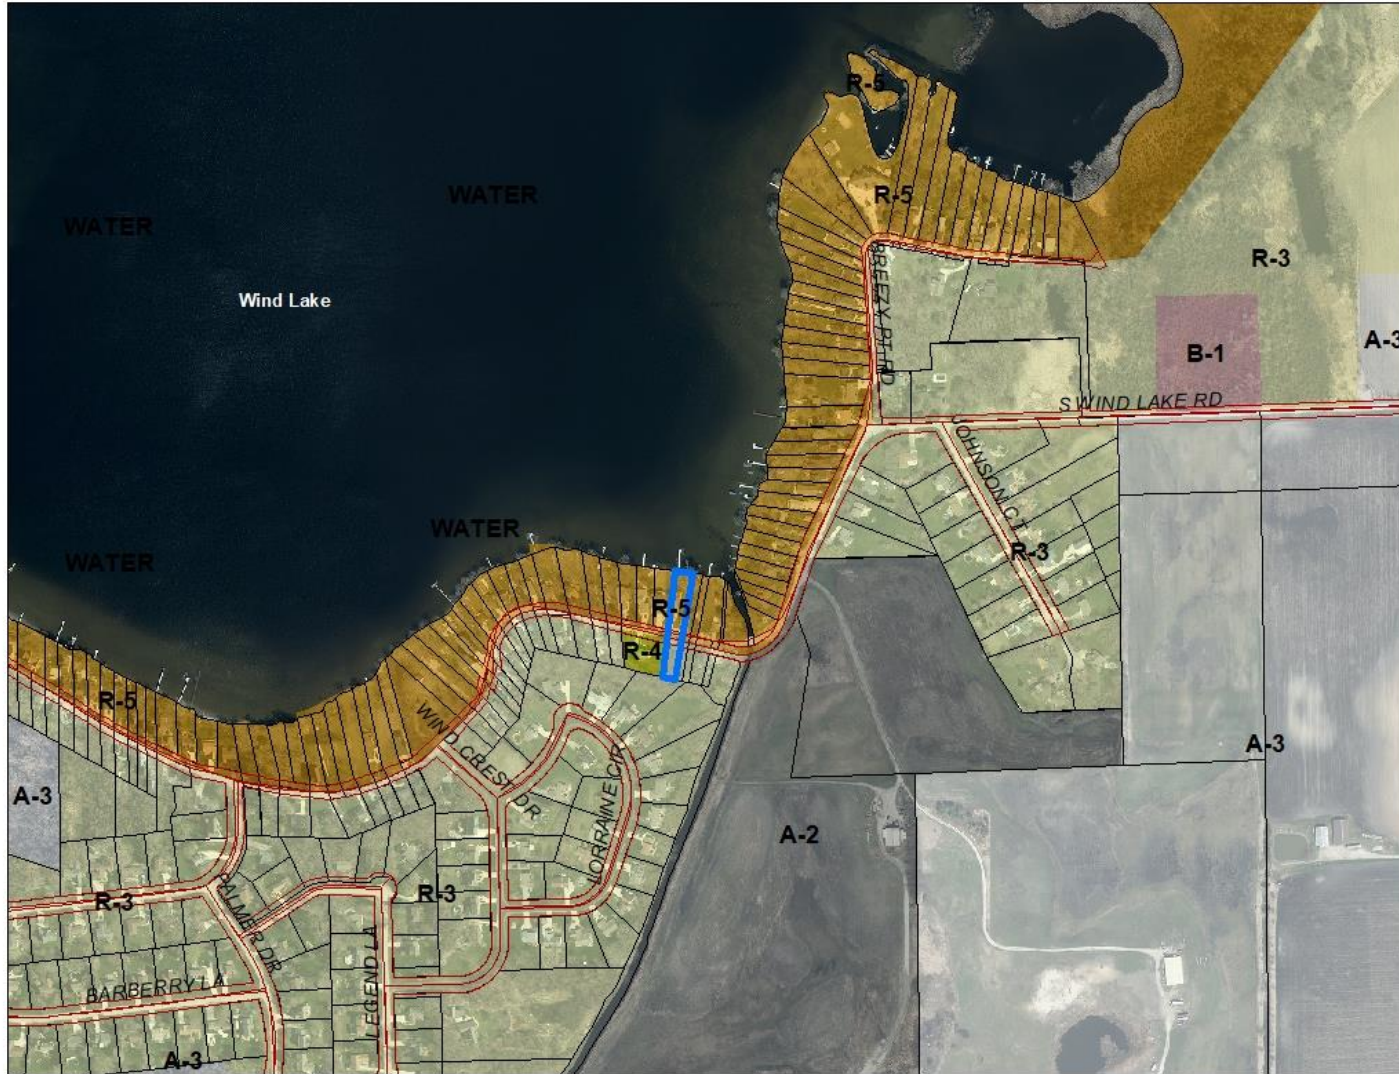 R-5
WATER
R-5
WATER
R-3
BREEZY PT RD
Wind Lake
B-1
A-3
S WIND LAKE RD
JOHNSON CT
WATER
R-3
WATER
R-5
R-4
R-5
WIND CREST DR
A-3
LORRAINE CIR
A-3
A-2
R-3
R-3
PALMER DR
LEGEND LA
BARBERRY LA
A-3